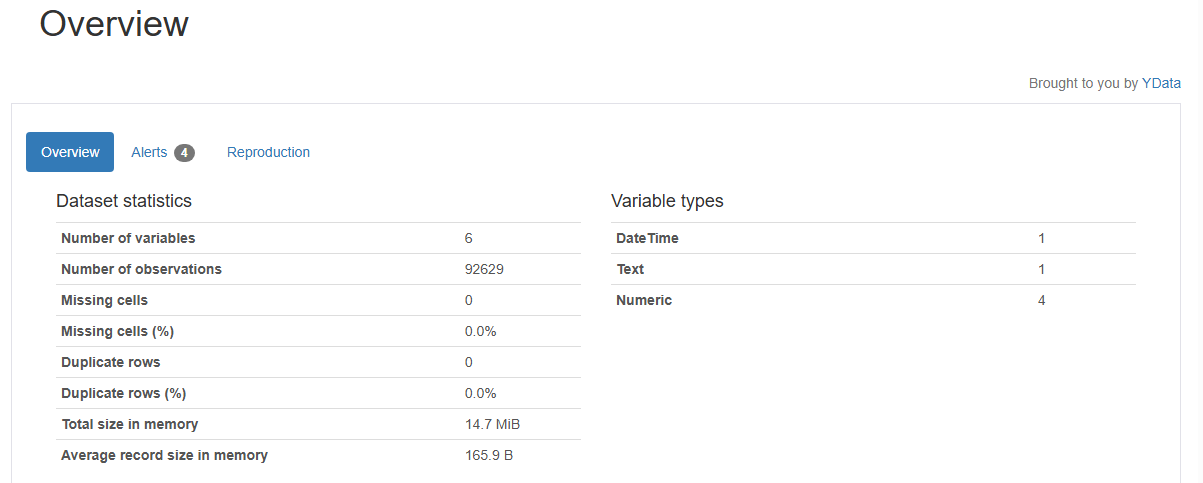 Overview
Brought to you by YData
Overview Alerts 4 Reproduction
Dataset statistics
Number of variables 6
Number of observations 92629
Missing cells 0
Missing cells (%) 0.0%
Duplicate rows 0
Duplicate rows (%) 0.0%
Total size in memory 14.7 MiB
Average record size in memory 165.9 B
Variable types
DateTime 1
Text 1
Numeric 4